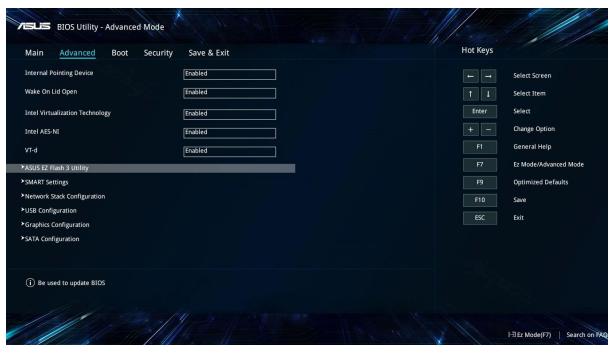 ASUS BIOS Utility - Advanced Mode
Main Advanced Boot Security Save & Exit
Internal Pointing Device Enabled
Wake On Lid Open Enabled
Intel Virtualization Technology Enabled
Intel AES-NI Enabled
VT-d Enabled
ASUS EZ Flash 3 Utility
SMART Settings
Network Stack Configuration
USB Configuration
Graphics Configuration
SATA Configuration
Be used to update BIOS
Hot Keys
← → Select Screen
↑ ↓ Select Item
Enter Select
+ − Change Option
F1 General Help
F7 Ez Mode/Advanced Mode
F9 Optimized Defaults
F10 Save
ESC Exit
Ez Mode(F7) | Search on FAQ